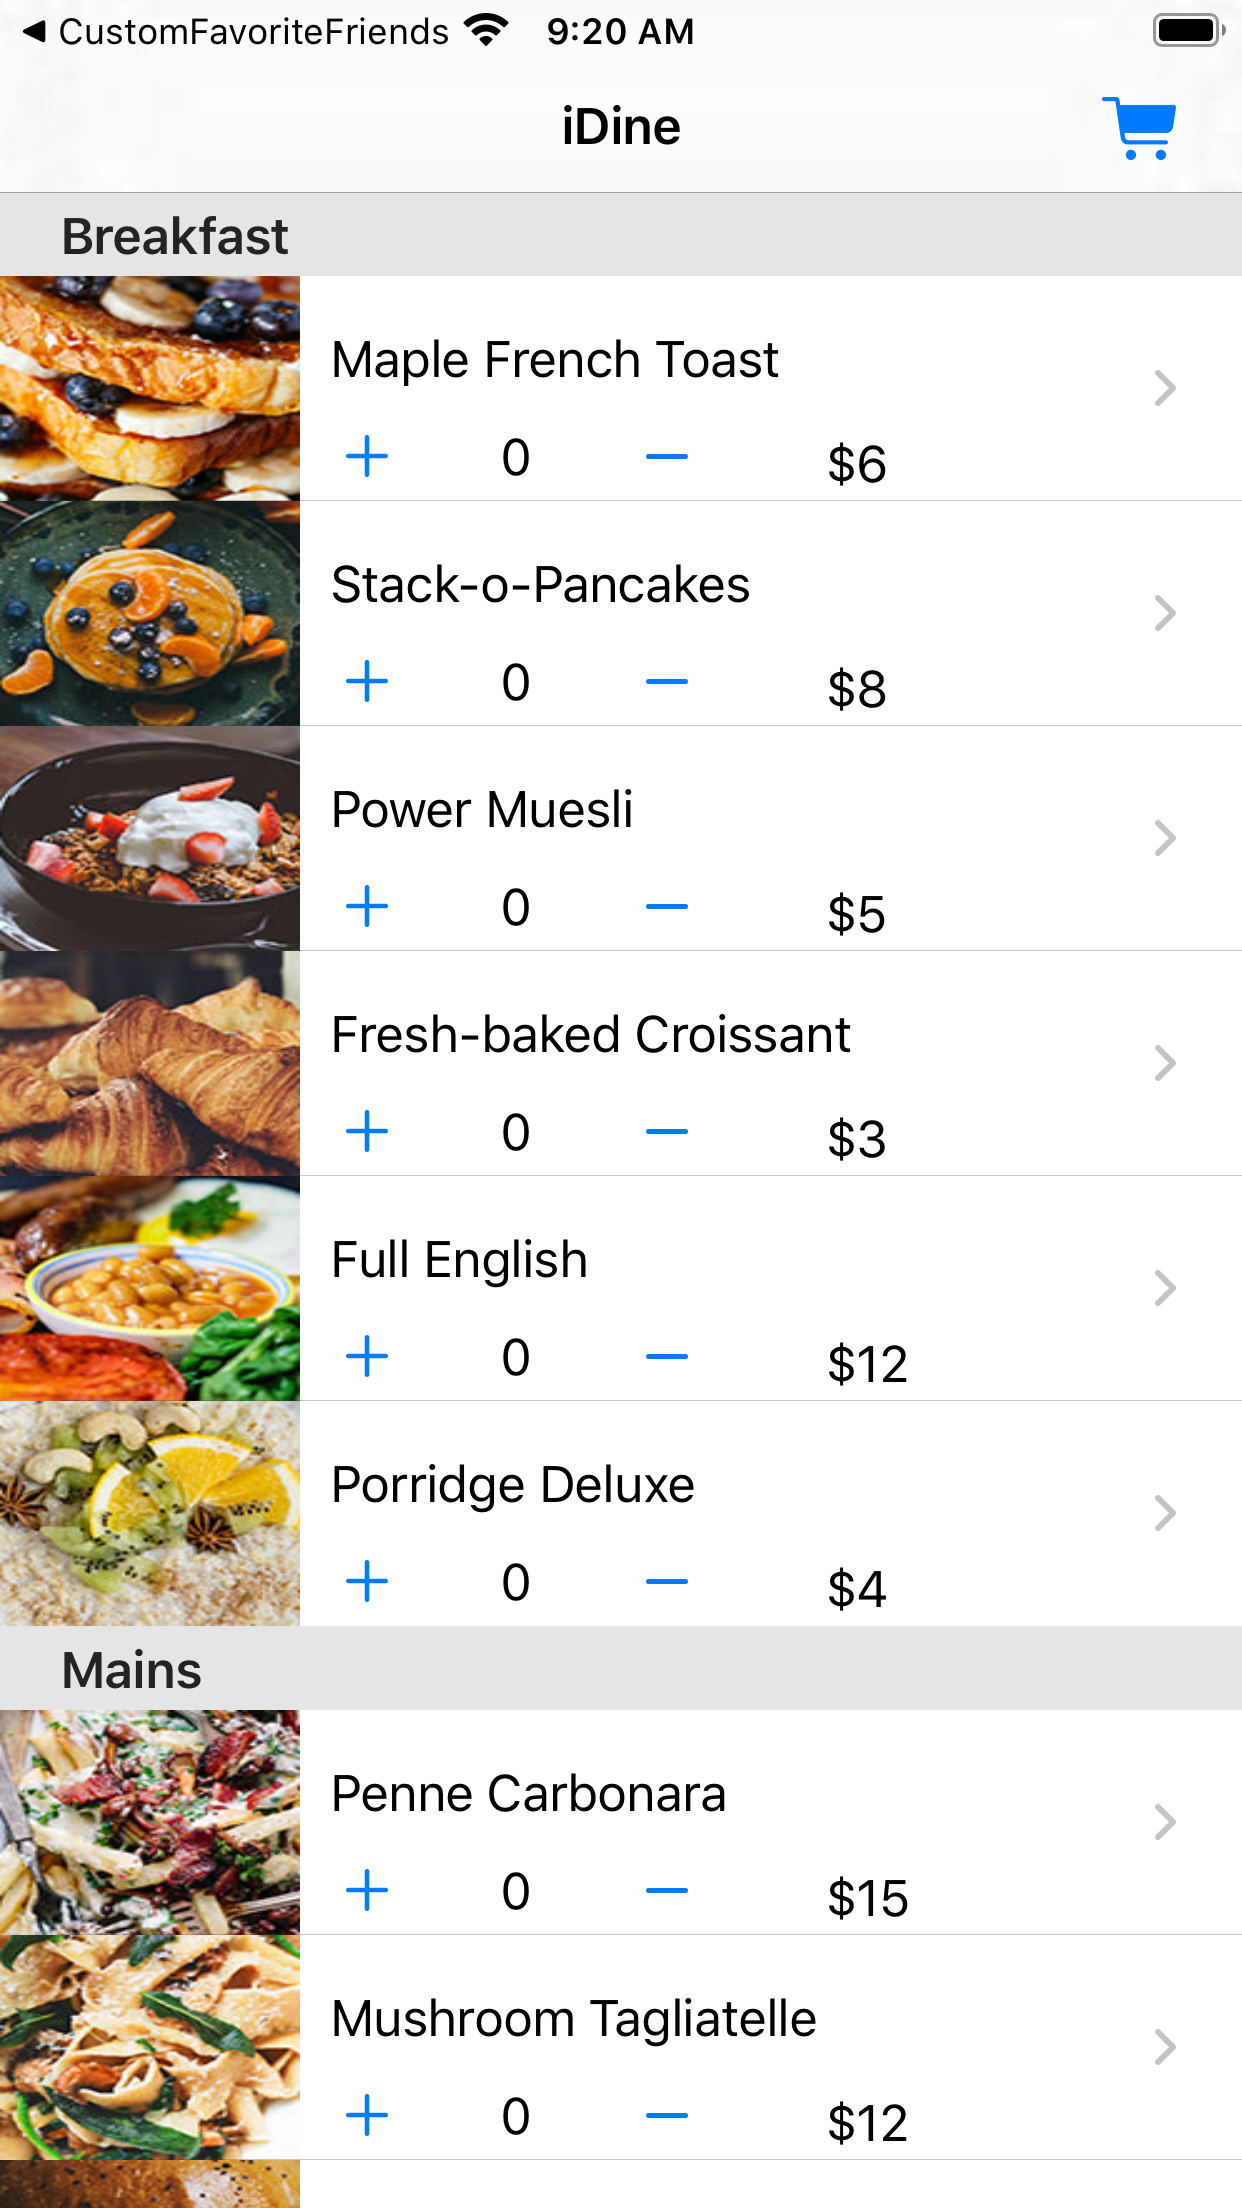 CustomFavoriteFriends 9:20 AM
iDine
Breakfast
Maple French Toast
0 $6
Stack-o-Pancakes
0 $8
Power Muesli
0 $5
Fresh-baked Croissant
0 $3
Full English
0 $12
Porridge Deluxe
0 $4
Mains
Penne Carbonara
0 $15
Mushroom Tagliatelle
0 $12